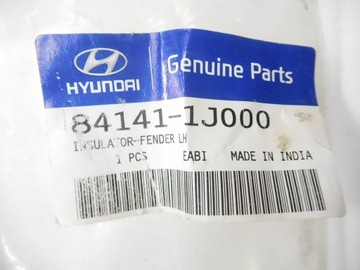 HYUNDAI
Genuine Parts
84141-1J000
INSULATOR-FENDER LH
1 PCS EABI MADE IN INDIA